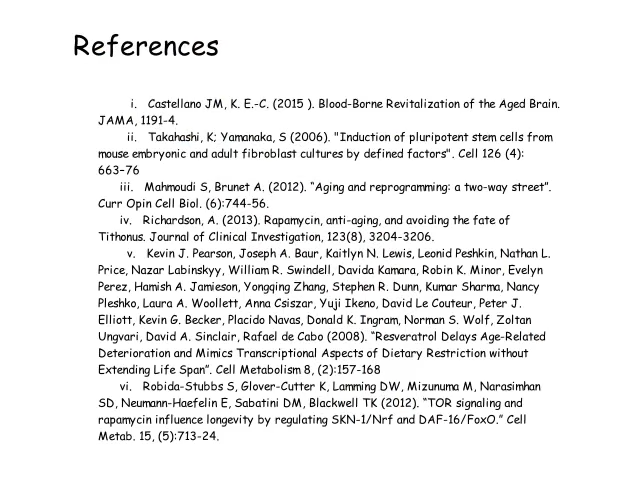 References
i. Castellano JM, K. E.-C. (2015 ). Blood-Borne Revitalization of the Aged Brain.
JAMA, 1191-4.
ii. Takahashi, K; Yamanaka, S (2006). "Induction of pluripotent stem cells from
mouse embryonic and adult fibroblast cultures by defined factors". Cell 126 (4):
663–76
iii. Mahmoudi S, Brunet A. (2012). “Aging and reprogramming: a two-way street”.
Curr Opin Cell Biol. (6):744-56.
iv. Richardson, A. (2013). Rapamycin, anti-aging, and avoiding the fate of
Tithonus. Journal of Clinical Investigation, 123(8), 3204-3206.
v. Kevin J. Pearson, Joseph A. Baur, Kaitlyn N. Lewis, Leonid Peshkin, Nathan L.
Price, Nazar Labinskyy, William R. Swindell, Davida Kamara, Robin K. Minor, Evelyn
Perez, Hamish A. Jamieson, Yongqing Zhang, Stephen R. Dunn, Kumar Sharma, Nancy
Pleshko, Laura A. Woollett, Anna Csiszar, Yuji Ikeno, David Le Couteur, Peter J.
Elliott, Kevin G. Becker, Placido Navas, Donald K. Ingram, Norman S. Wolf, Zoltan
Ungvari, David A. Sinclair, Rafael de Cabo (2008). “Resveratrol Delays Age-Related
Deterioration and Mimics Transcriptional Aspects of Dietary Restriction without
Extending Life Span”. Cell Metabolism 8, (2):157-168
vi. Robida-Stubbs S, Glover-Cutter K, Lamming DW, Mizunuma M, Narasimhan
SD, Neumann-Haefelin E, Sabatini DM, Blackwell TK (2012). “TOR signaling and
rapamycin influence longevity by regulating SKN-1/Nrf and DAF-16/FoxO.” Cell
Metab. 15, (5):713-24.